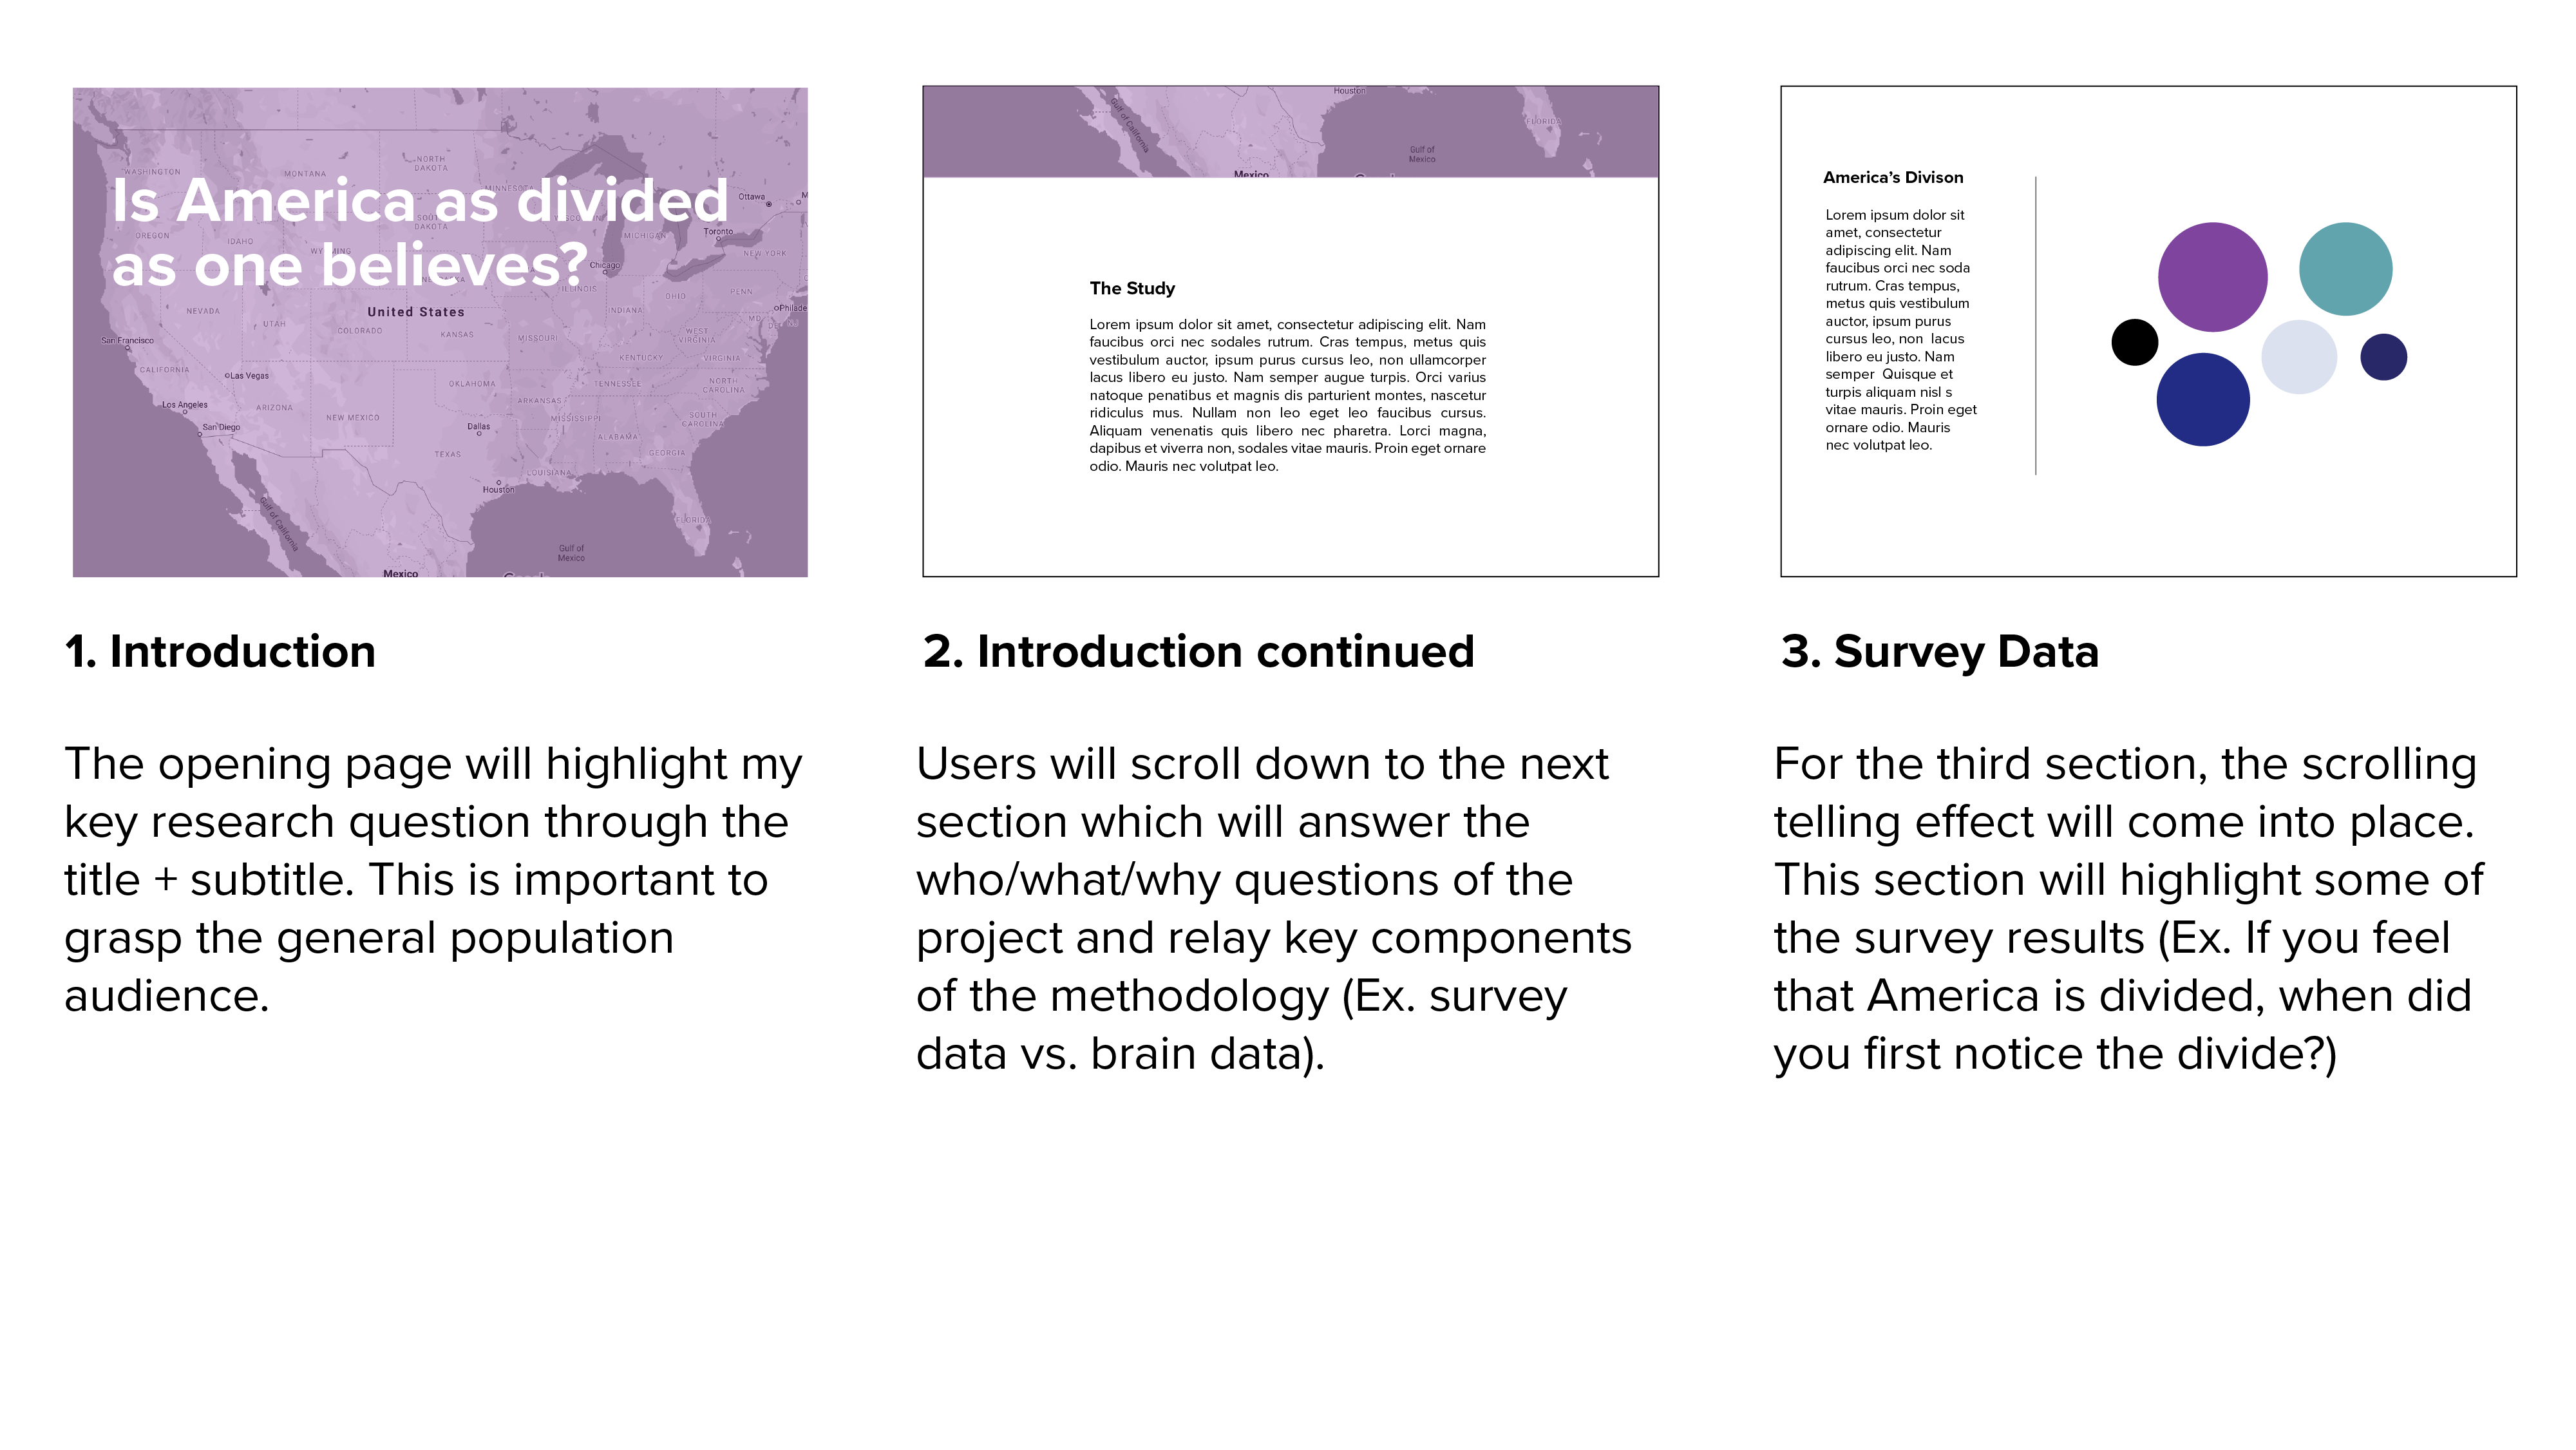 Is America as divided
as one believes?
WASHINGTON
MONTANA
NORTH
DAKOTA
MINNESOTA
Ottawa
OREGON
IDAHO
WYOMING
SOUTH
DAKOTA
WISCONSIN
MICHIGAN
Toronto
NEW YORK
Chicago
NEBRASKA
ILLINOIS
OHIO
PENN
NEVADA
United States
INDIANA
MD
Philade
UTAH
COLORADO
KANSAS
MISSOURI
WEST
VIRGINIA
San Francisco
KENTUCKY
VIRGINIA
CALIFORNIA
Las Vegas
OKLAHOMA
TENNESSEE
NORTH
CAROLINA
Los Angeles
ARIZONA
NEW MEXICO
ARKANSAS
MISSISSIPPI
SOUTH
CAROLINA
San Diego
Dallas
ALABAMA
TEXAS
GEORGIA
LOUISIANA
Houston
Gulf of California
FLORIDA
Gulf of
Mexico
Mexico
Houston
Gulf of California
FLORIDA
Gulf of
Mexico
Mexico
The Study
Lorem ipsum dolor sit amet, consectetur adipiscing elit. Nam
faucibus orci nec sodales rutrum. Cras tempus, metus quis
vestibulum auctor, ipsum purus cursus leo, non ullamcorper
lacus libero eu justo. Nam semper augue turpis. Orci varius
natoque penatibus et magnis dis parturient montes, nascetur
ridiculus mus. Nullam non leo eget leo faucibus cursus.
Aliquam venenatis quis libero nec pharetra. Lorci magna,
dapibus et viverra non, sodales vitae mauris. Proin eget ornare
odio. Mauris nec volutpat leo.
America's Divison
Lorem ipsum dolor sit
amet, consectetur
adipiscing elit. Nam
faucibus orci nec soda
rutrum. Cras tempus,
metus quis vestibulum
auctor, ipsum purus
cursus leo, non lacus
libero eu justo. Nam
semper Quisque et
turpis aliquam nisl s
vitae mauris. Proin eget
ornare odio. Mauris
nec volutpat leo.
1. Introduction
The opening page will highlight my
key research question through the
title + subtitle. This is important to
grasp the general population
audience.
2. Introduction continued
Users will scroll down to the next
section which will answer the
who/what/why questions of the
project and relay key components
of the methodology (Ex. survey
data vs. brain data).
3. Survey Data
For the third section, the scrolling
telling effect will come into place.
This section will highlight some of
the survey results (Ex. If you feel
that America is divided, when did
you first notice the divide?)